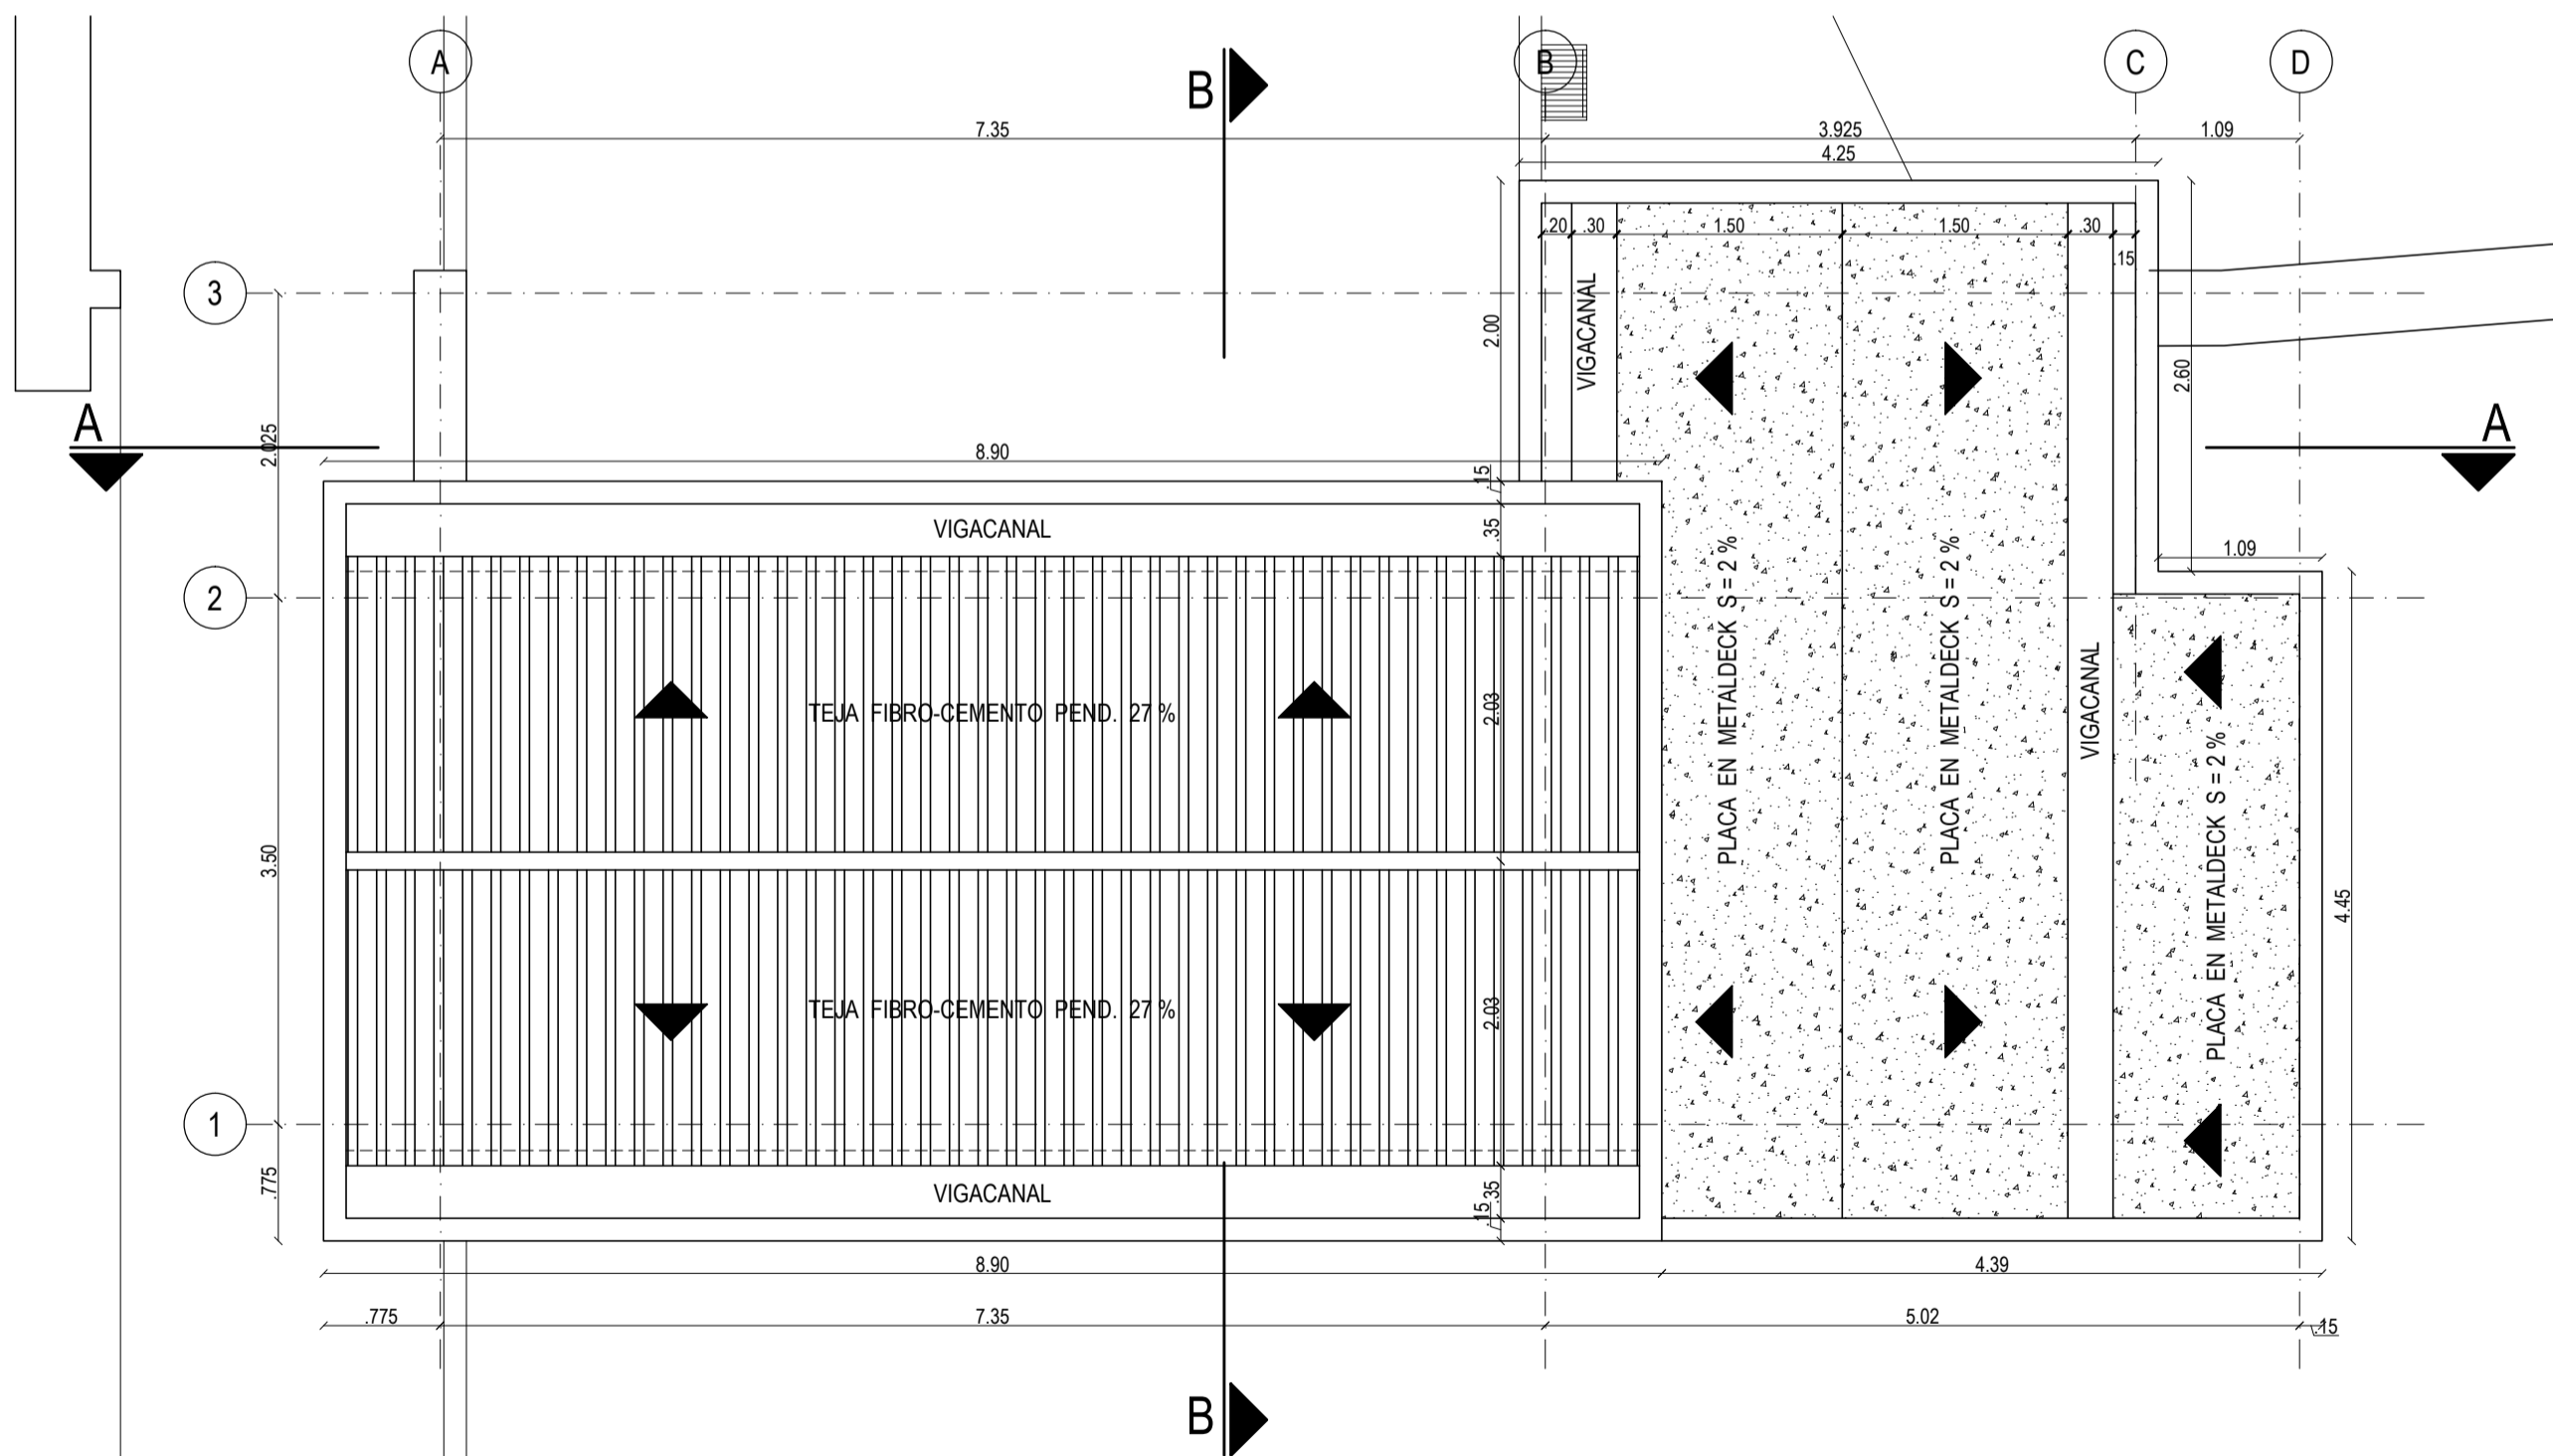 A
B
B
C
D
7.35
3.925
1.09
4.25
.20
.30
1.50
1.50
.30
.15
3
VIGACANAL
2.00
2.60
A
A
2.025
8.90
.15
.35
VIGACANAL
1.09
2
PLACA EN METALDECK S = 2 %
PLACA EN METALDECK S = 2 %
VIGACANAL
TEJA FIBRO-CEMENTO PEND. 27 %
2.03
PLACA EN METALDECK S = 2 %
3.50
4.45
TEJA FIBRO-CEMENTO PEND. 27 %
2.03
1
.775
VIGACANAL
.35
.15
8.90
4.39
.775
7.35
5.02
.15
B